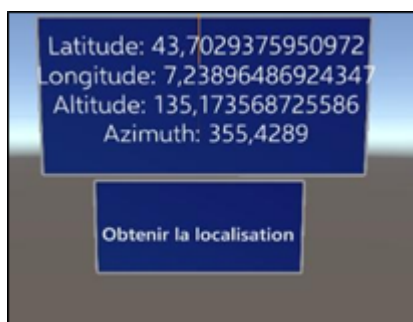 Latitude: 43,7029375950972
Longitude: 7,23896486924347
Altitude: 135,173568725586
Azimuth: 355,4289
Obtenir la localisation